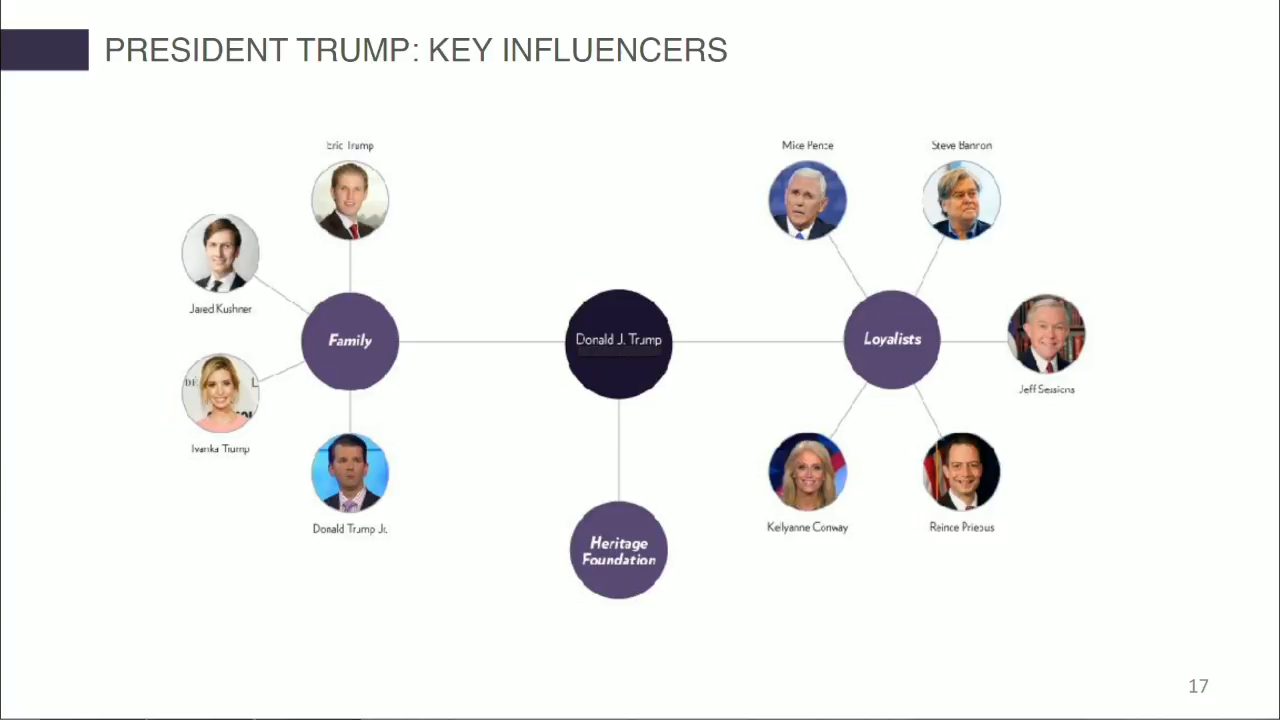 PRESIDENT TRUMP: KEY INFLUENCERS
Eric Trump
Mike Pence
Steve Bannon
Jared Kushner
Family
Donald J. Trump
Loyalists
Jeff Sessions
Ivanka Trump
Donald Trump Jr.
Kellyanne Conway
Reince Priebus
Heritage
Foundation
17